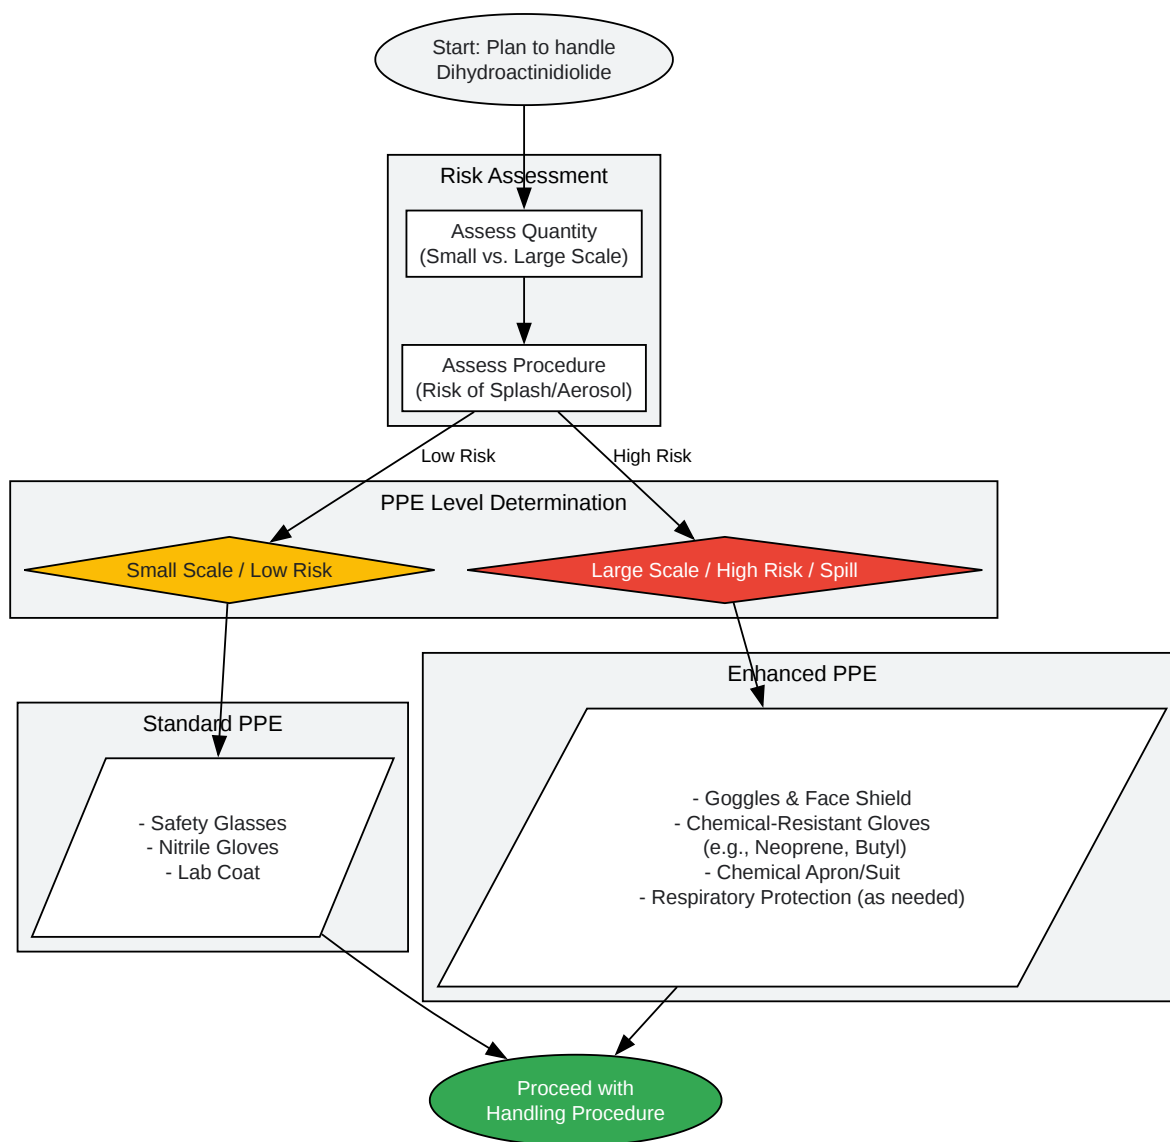 Start: Plan to handle
Dihydroactinidiolide
Risk Assessment
Assess Quantity
(Small vs. Large Scale)
Assess Procedure
(Risk of Splash/Aerosol)
Low Risk
High Risk
PPE Level Determination
Small Scale / Low Risk
Large Scale / High Risk / Spill
Standard PPE
- Safety Glasses
- Nitrile Gloves
- Lab Coat
Enhanced PPE
- Goggles & Face Shield
- Chemical-Resistant Gloves
(e.g., Neoprene, Butyl)
- Chemical Apron/Suit
- Respiratory Protection (as needed)
Proceed with
Handling Procedure